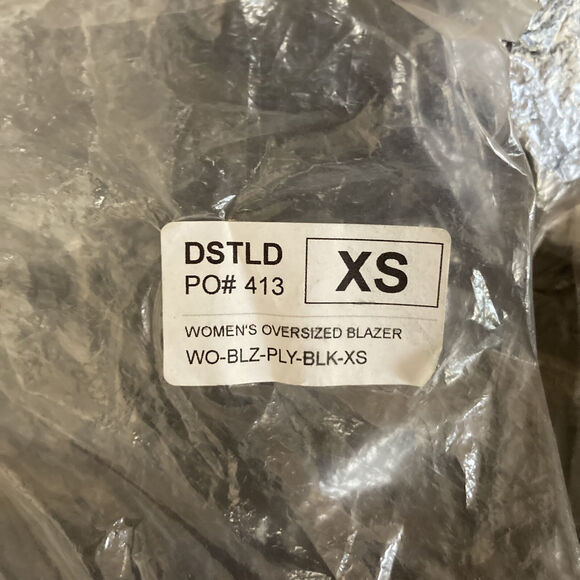 DSTLD
PO# 413
XS
WOMEN'S OVERSIZED BLAZER
WO-BLZ-PLY-BLK-XS